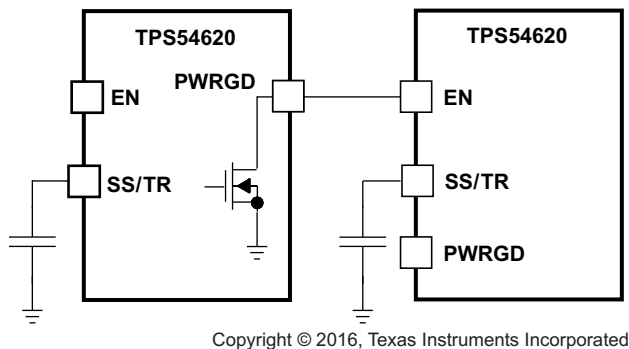 TPS54620
PWRGD
EN
SS/TR
TPS54620
EN
SS/TR
PWRGD
Copyright © 2016, Texas Instruments Incorporated